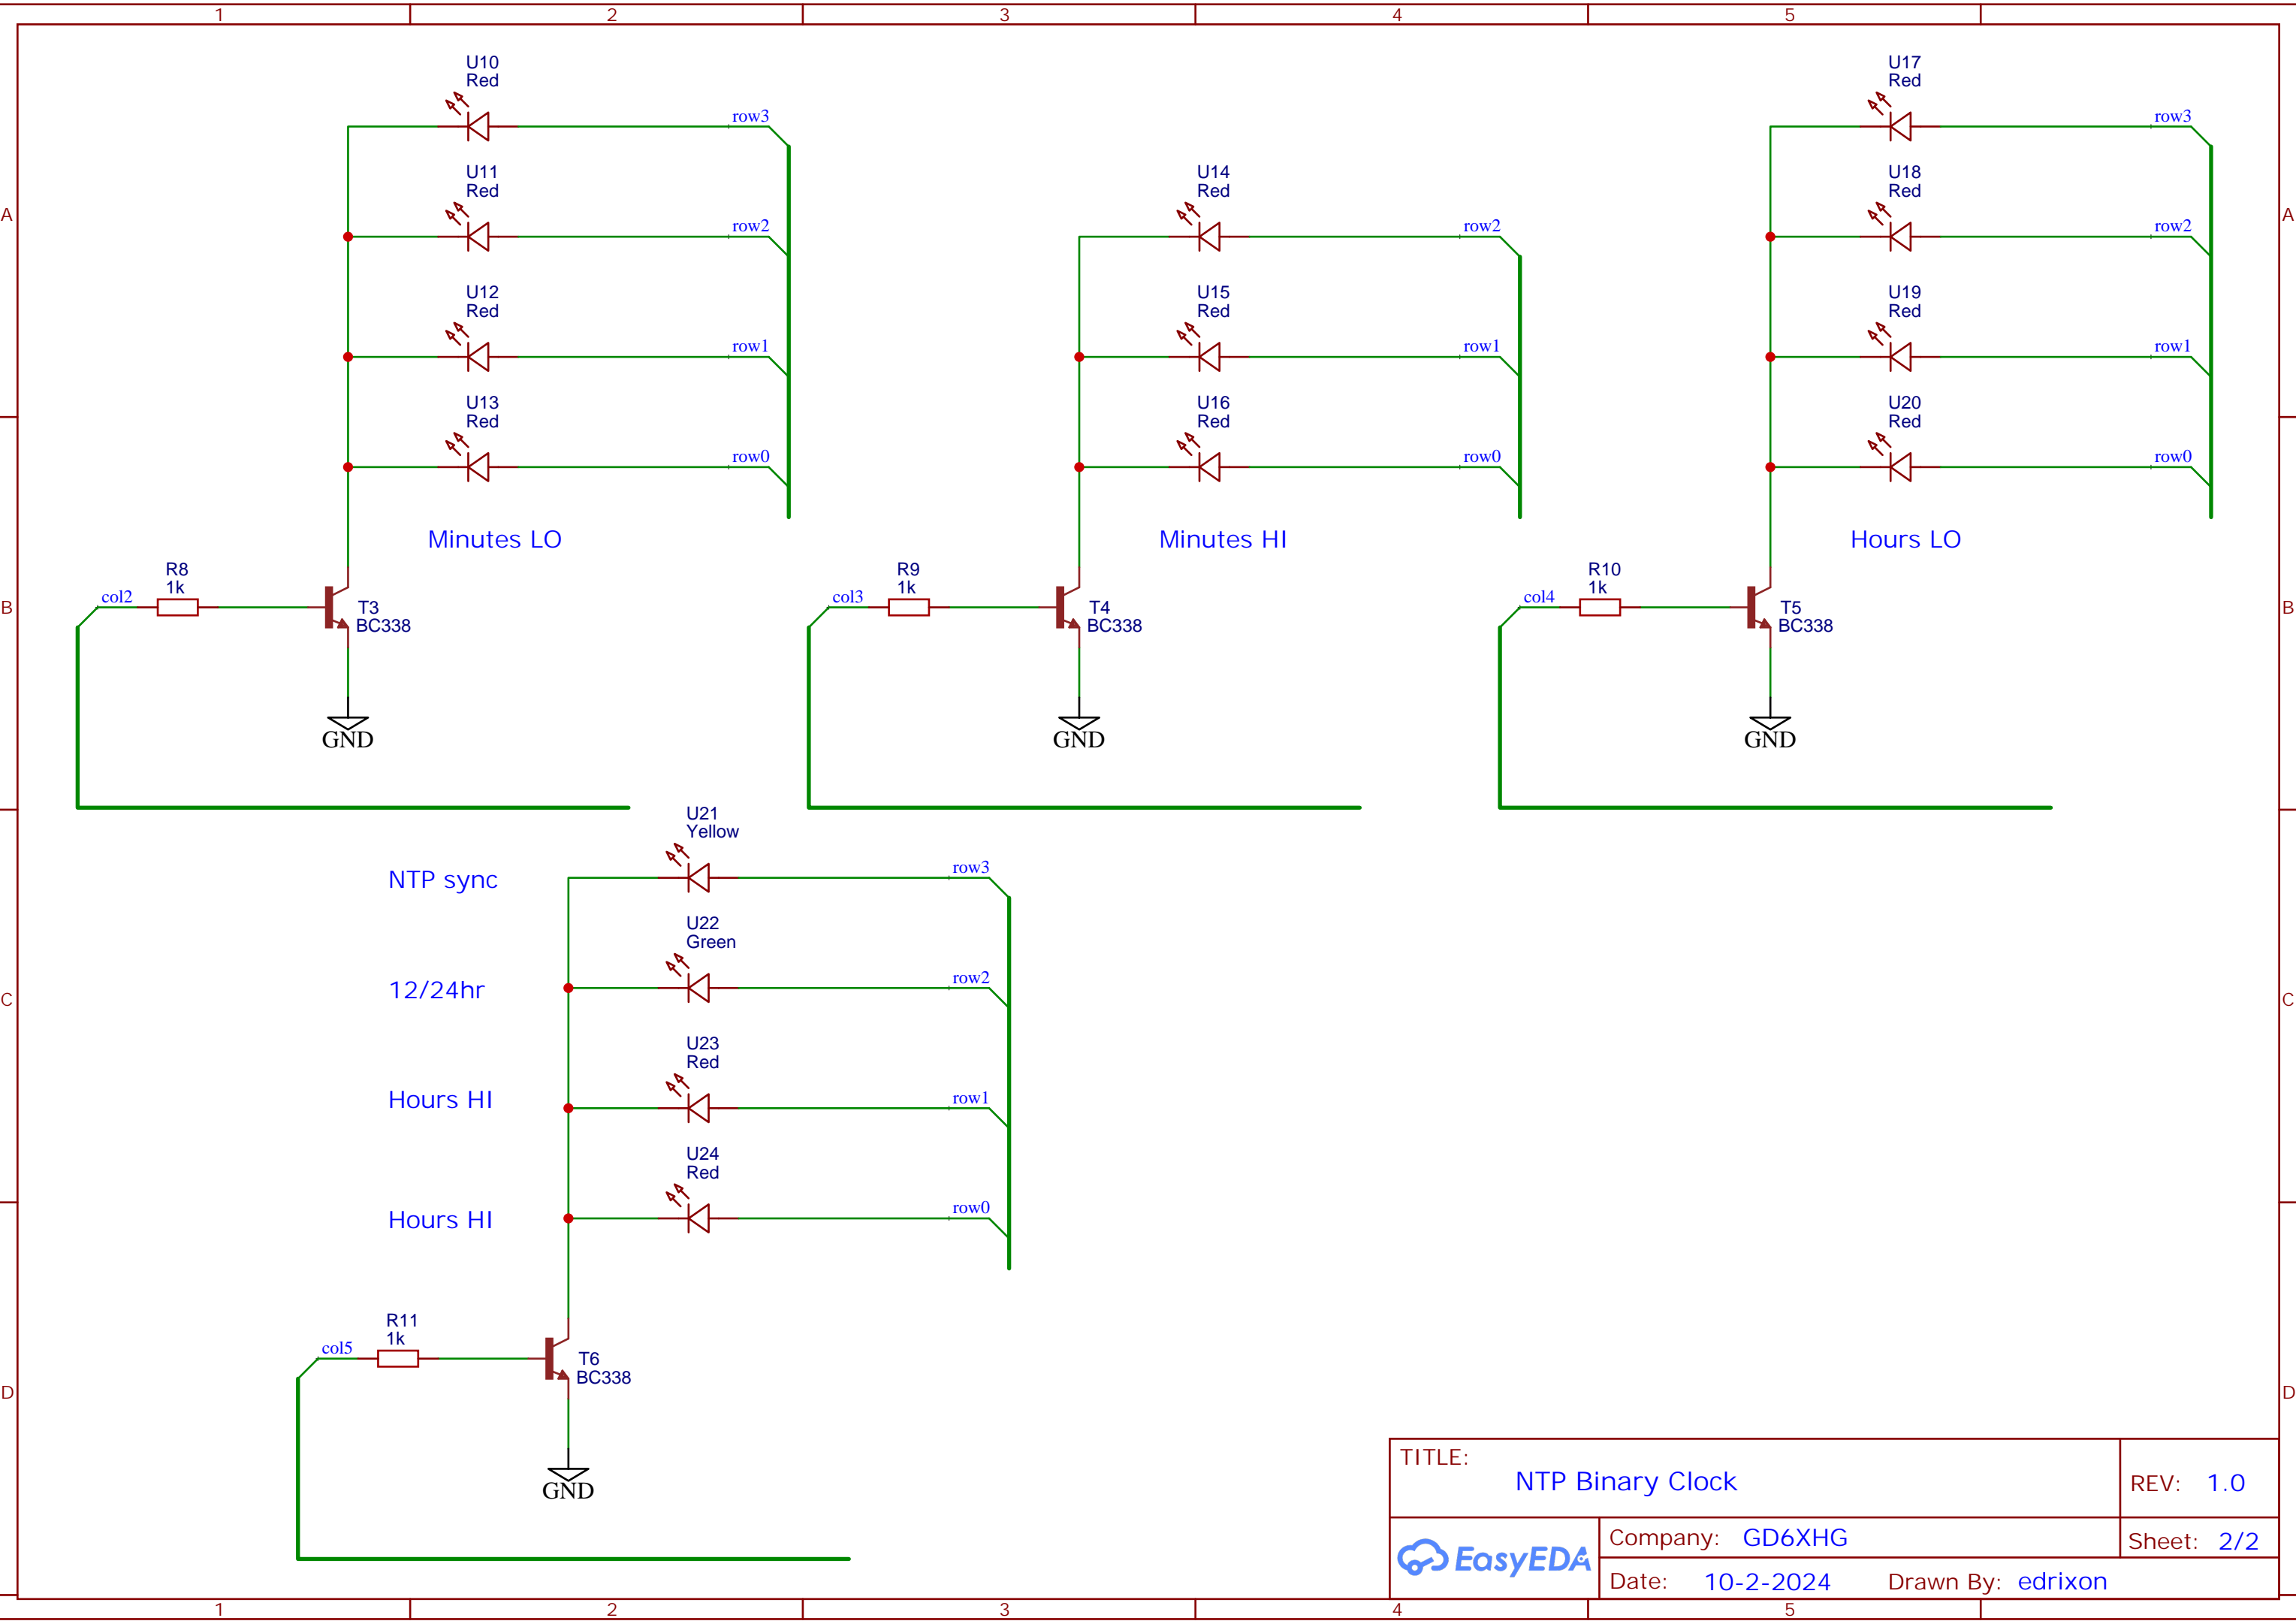 1 2 3 4 5
A A
B B
C C
D D
U10
Red
row3
U11
Red
row2
U12
Red
row1
U13
Red
row0
Minutes LO
R8
1k
col2
T3
BC338
GND
U14
Red
row2
U15
Red
row1
U16
Red
row0
Minutes HI
R9
1k
col3
T4
BC338
GND
U17
Red
row3
U18
Red
row2
U19
Red
row1
U20
Red
row0
Hours LO
R10
1k
col4
T5
BC338
GND
U21
Yellow
NTP sync
row3
U22
Green
12/24hr
row2
U23
Red
Hours HI
row1
U24
Red
Hours HI
row0
R11
1k
col5
T6
BC338
GND
TITLE:
NTP Binary Clock
REV: 1.0
EasyEDA
Company: GD6XHG
Sheet: 2/2
Date: 10-2-2024 Drawn By: edrixon
1 2 3 4 5